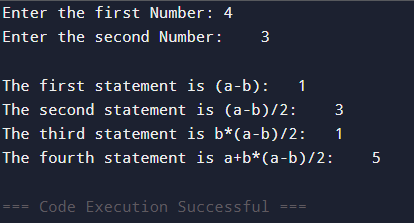 Enter the first Number: 4
Enter the second Number:    3
The first statement is (a-b):   1
The second statement is (a-b)/2:    3
The third statement is b*(a-b)/2:   1
The fourth statement is a+b*(a-b)/2:    5
=== Code Execution Successful ===